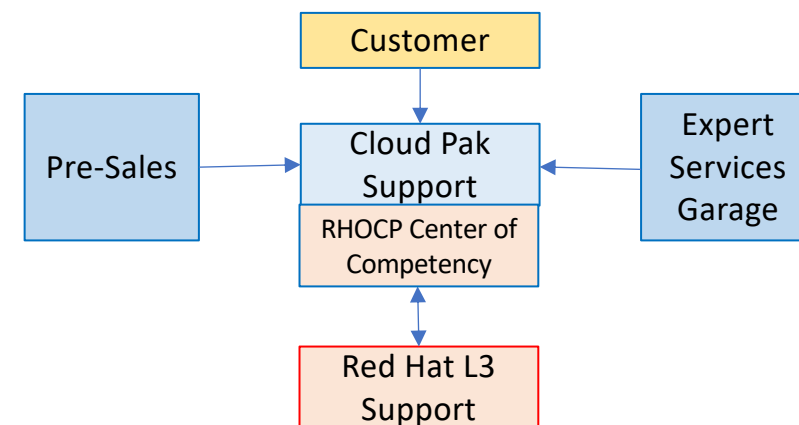 Customer
Pre-Sales
Cloud Pak
Support
RHOCP Center of
Competency
Expert
Services
Garage
Red Hat L3
Support